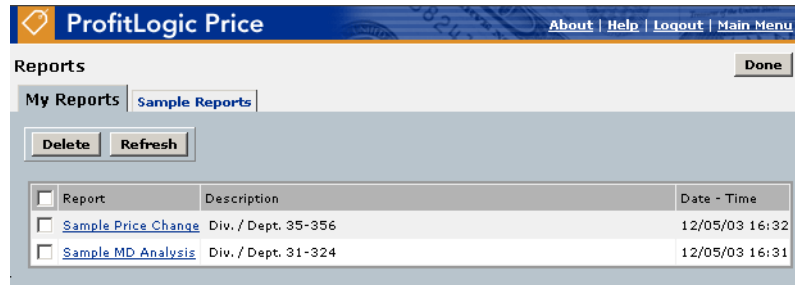 ProfitLogic Price
About | Help | Logout | Main Menu
Reports
Done
My Reports Sample Reports
Delete Refresh
Report Description Date - Time
Sample Price Change Div. / Dept. 35-356 12/05/03 16:32
Sample MD Analysis Div. / Dept. 31-324 12/05/03 16:31